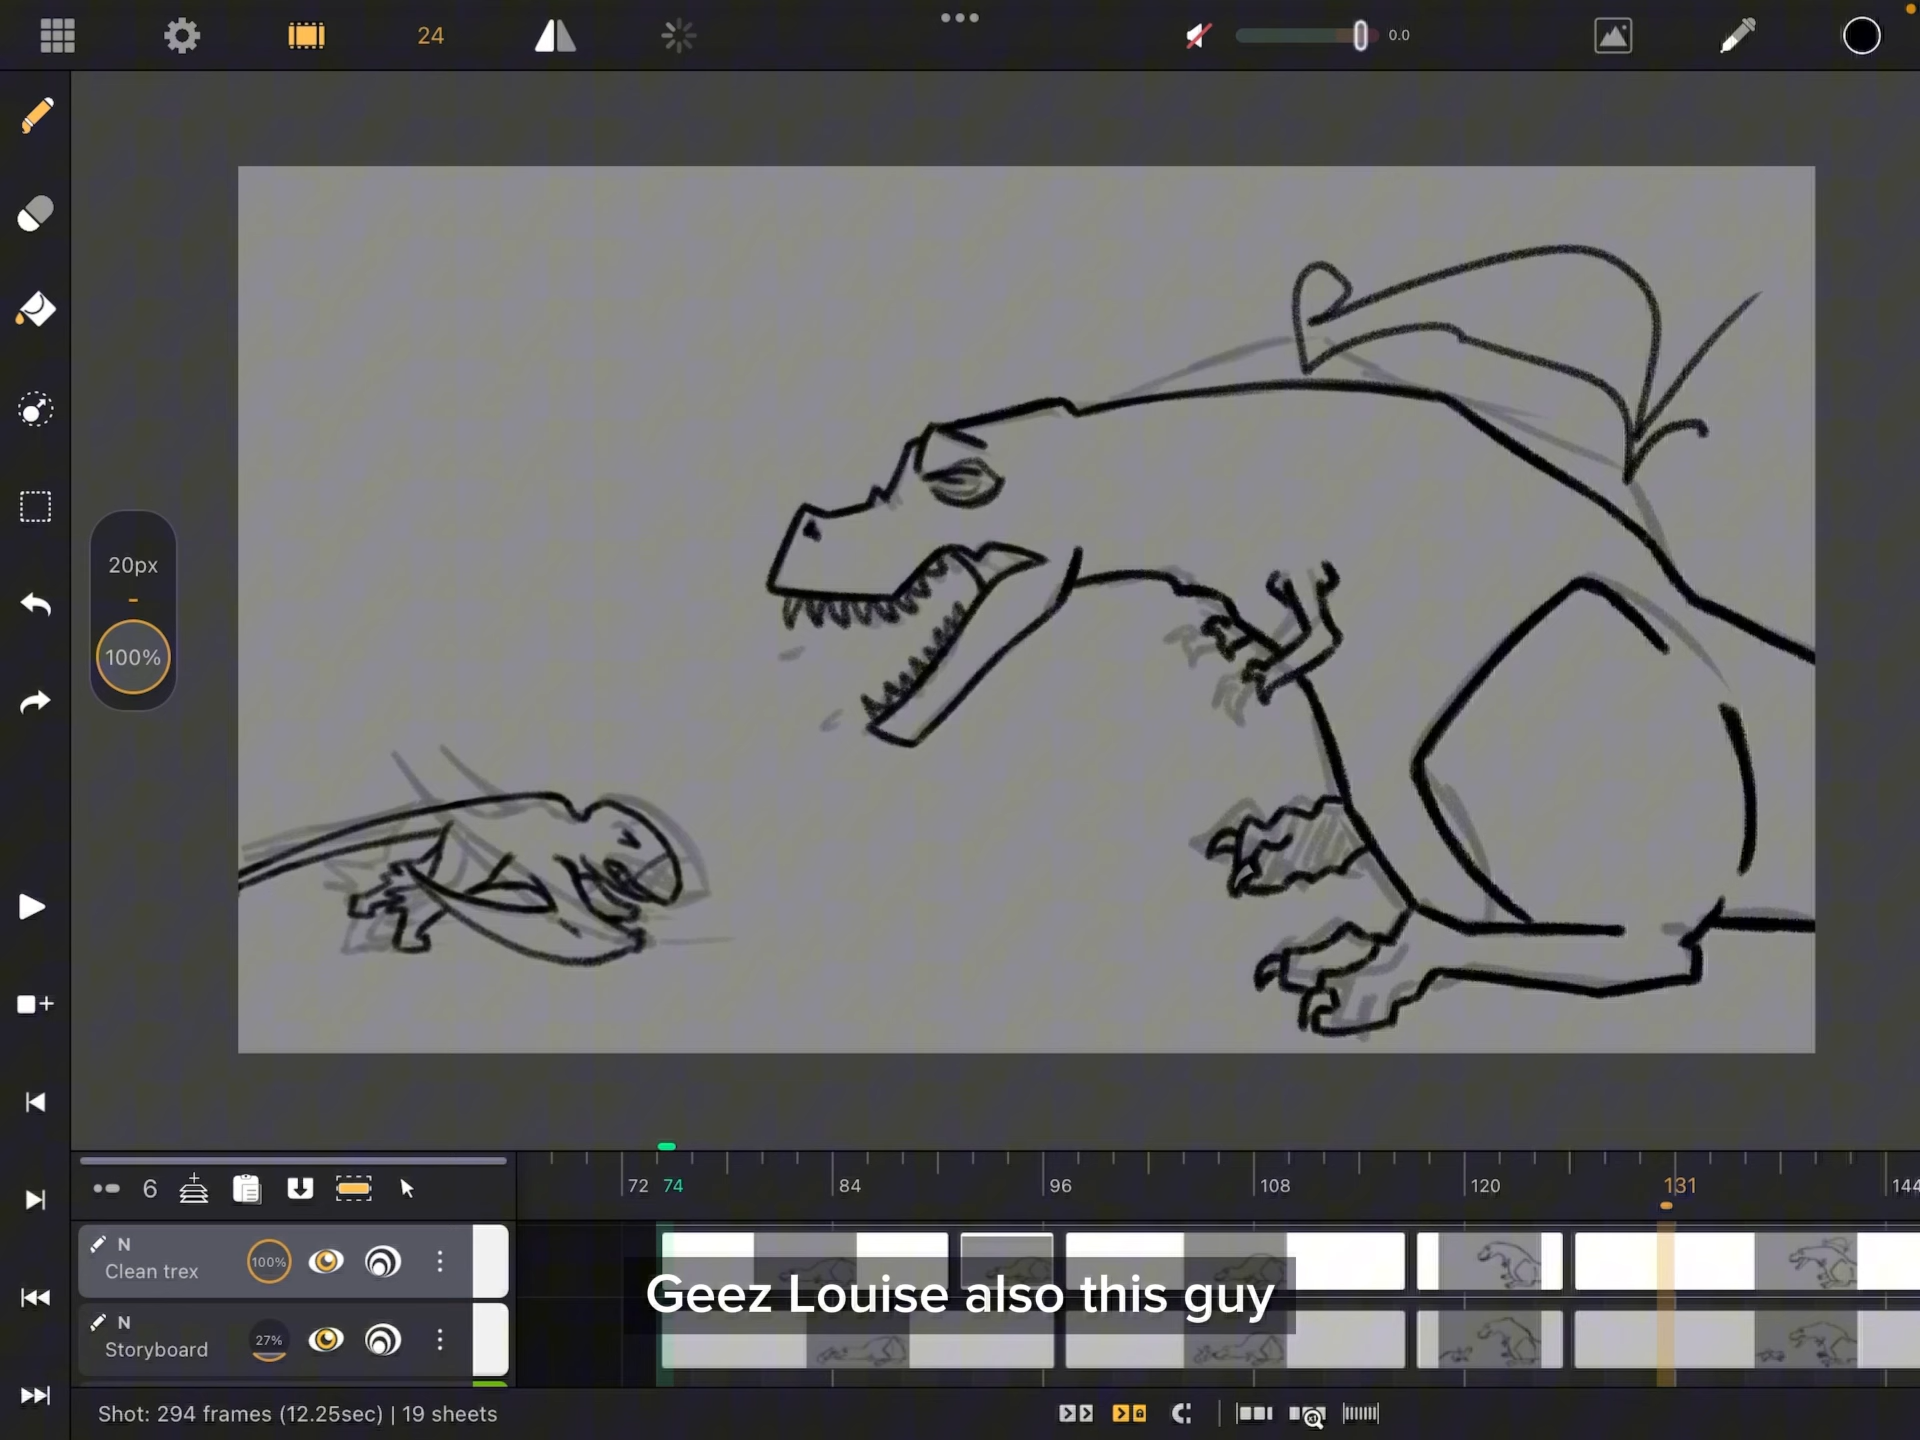 24
0.0
20px
100%
6
72 74 84 96 108 120 131 144
N
Clean trex
100%
Geez Louise also this guy
N
Storyboard
27%
Shot: 294 frames (12.25sec) | 19 sheets